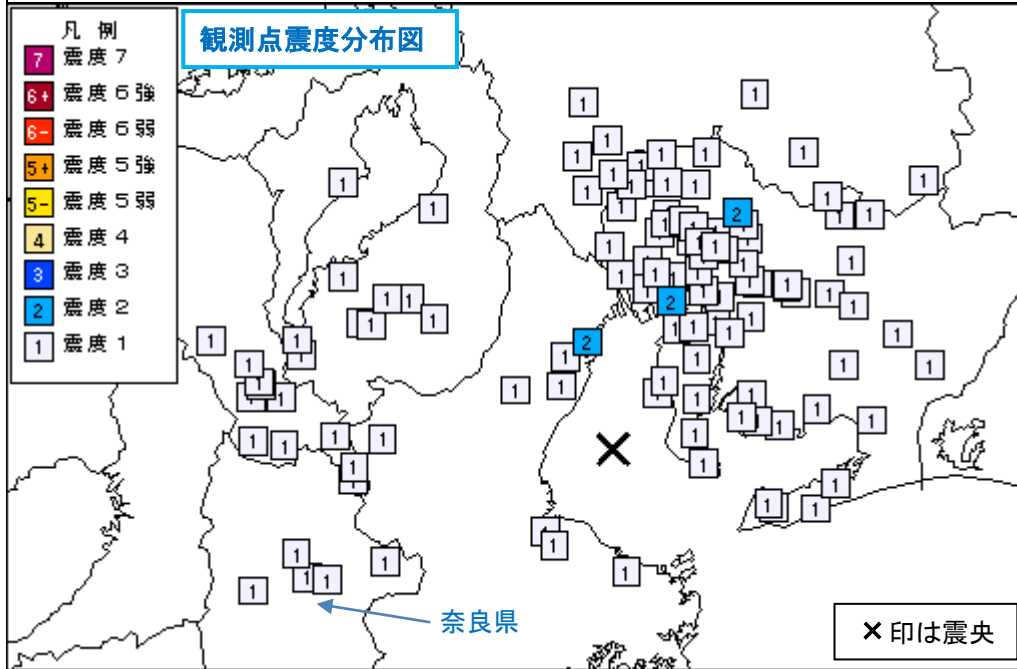 凡 例
観測点震度分布図
7 震度7
6+ 震度6強
6- 震度6弱
5+ 震度5強
5- 震度5弱
4 震度4
3 震度3
2 震度2
1 震度1
奈良県
×印は震央